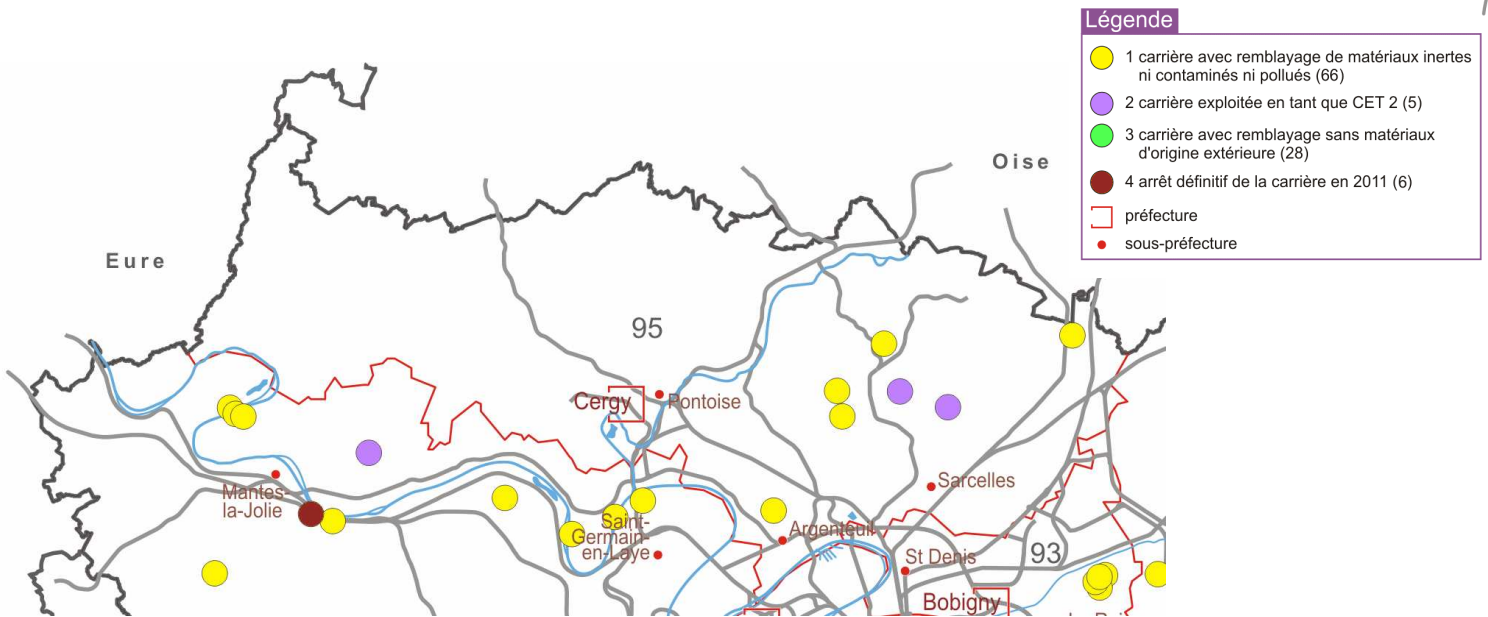 Légende
1 carrière avec remblayage de matériaux inertes
ni contaminés ni pollués (66)
2 carrière exploitée en tant que CET 2 (5)
3 carrière avec remblayage sans matériaux
d'origine extérieure (28)
4 arrêt définitif de la carrière en 2011 (6)
préfecture
sous-préfecture
Oise
Eure
95
Cergy
Pontoise
Sarcelles
Mantes-
la-Jolie
Saint-
Germain-
en-Laye
Argenteuil
St Denis
93
Bobigny